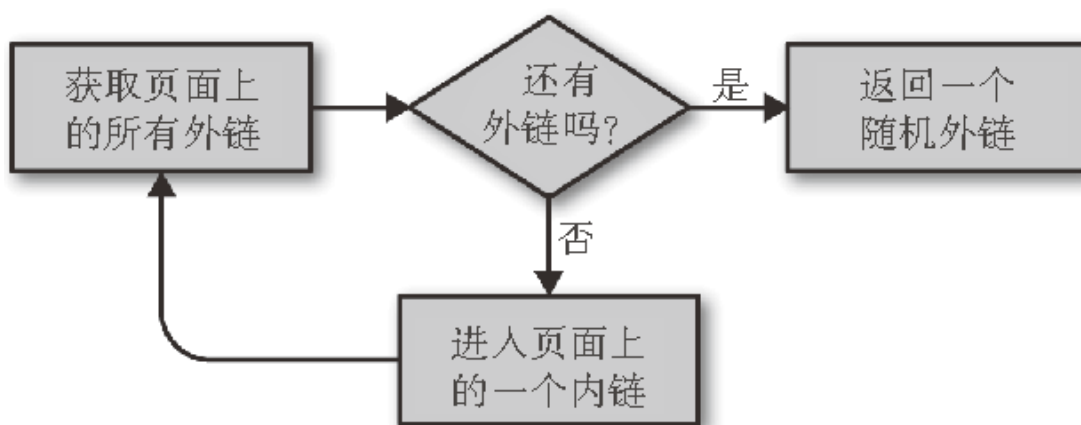 获取页面上
的所有外链
还有
外链吗?
是
返回一个
随机外链
否
进人页面上
的一个内链